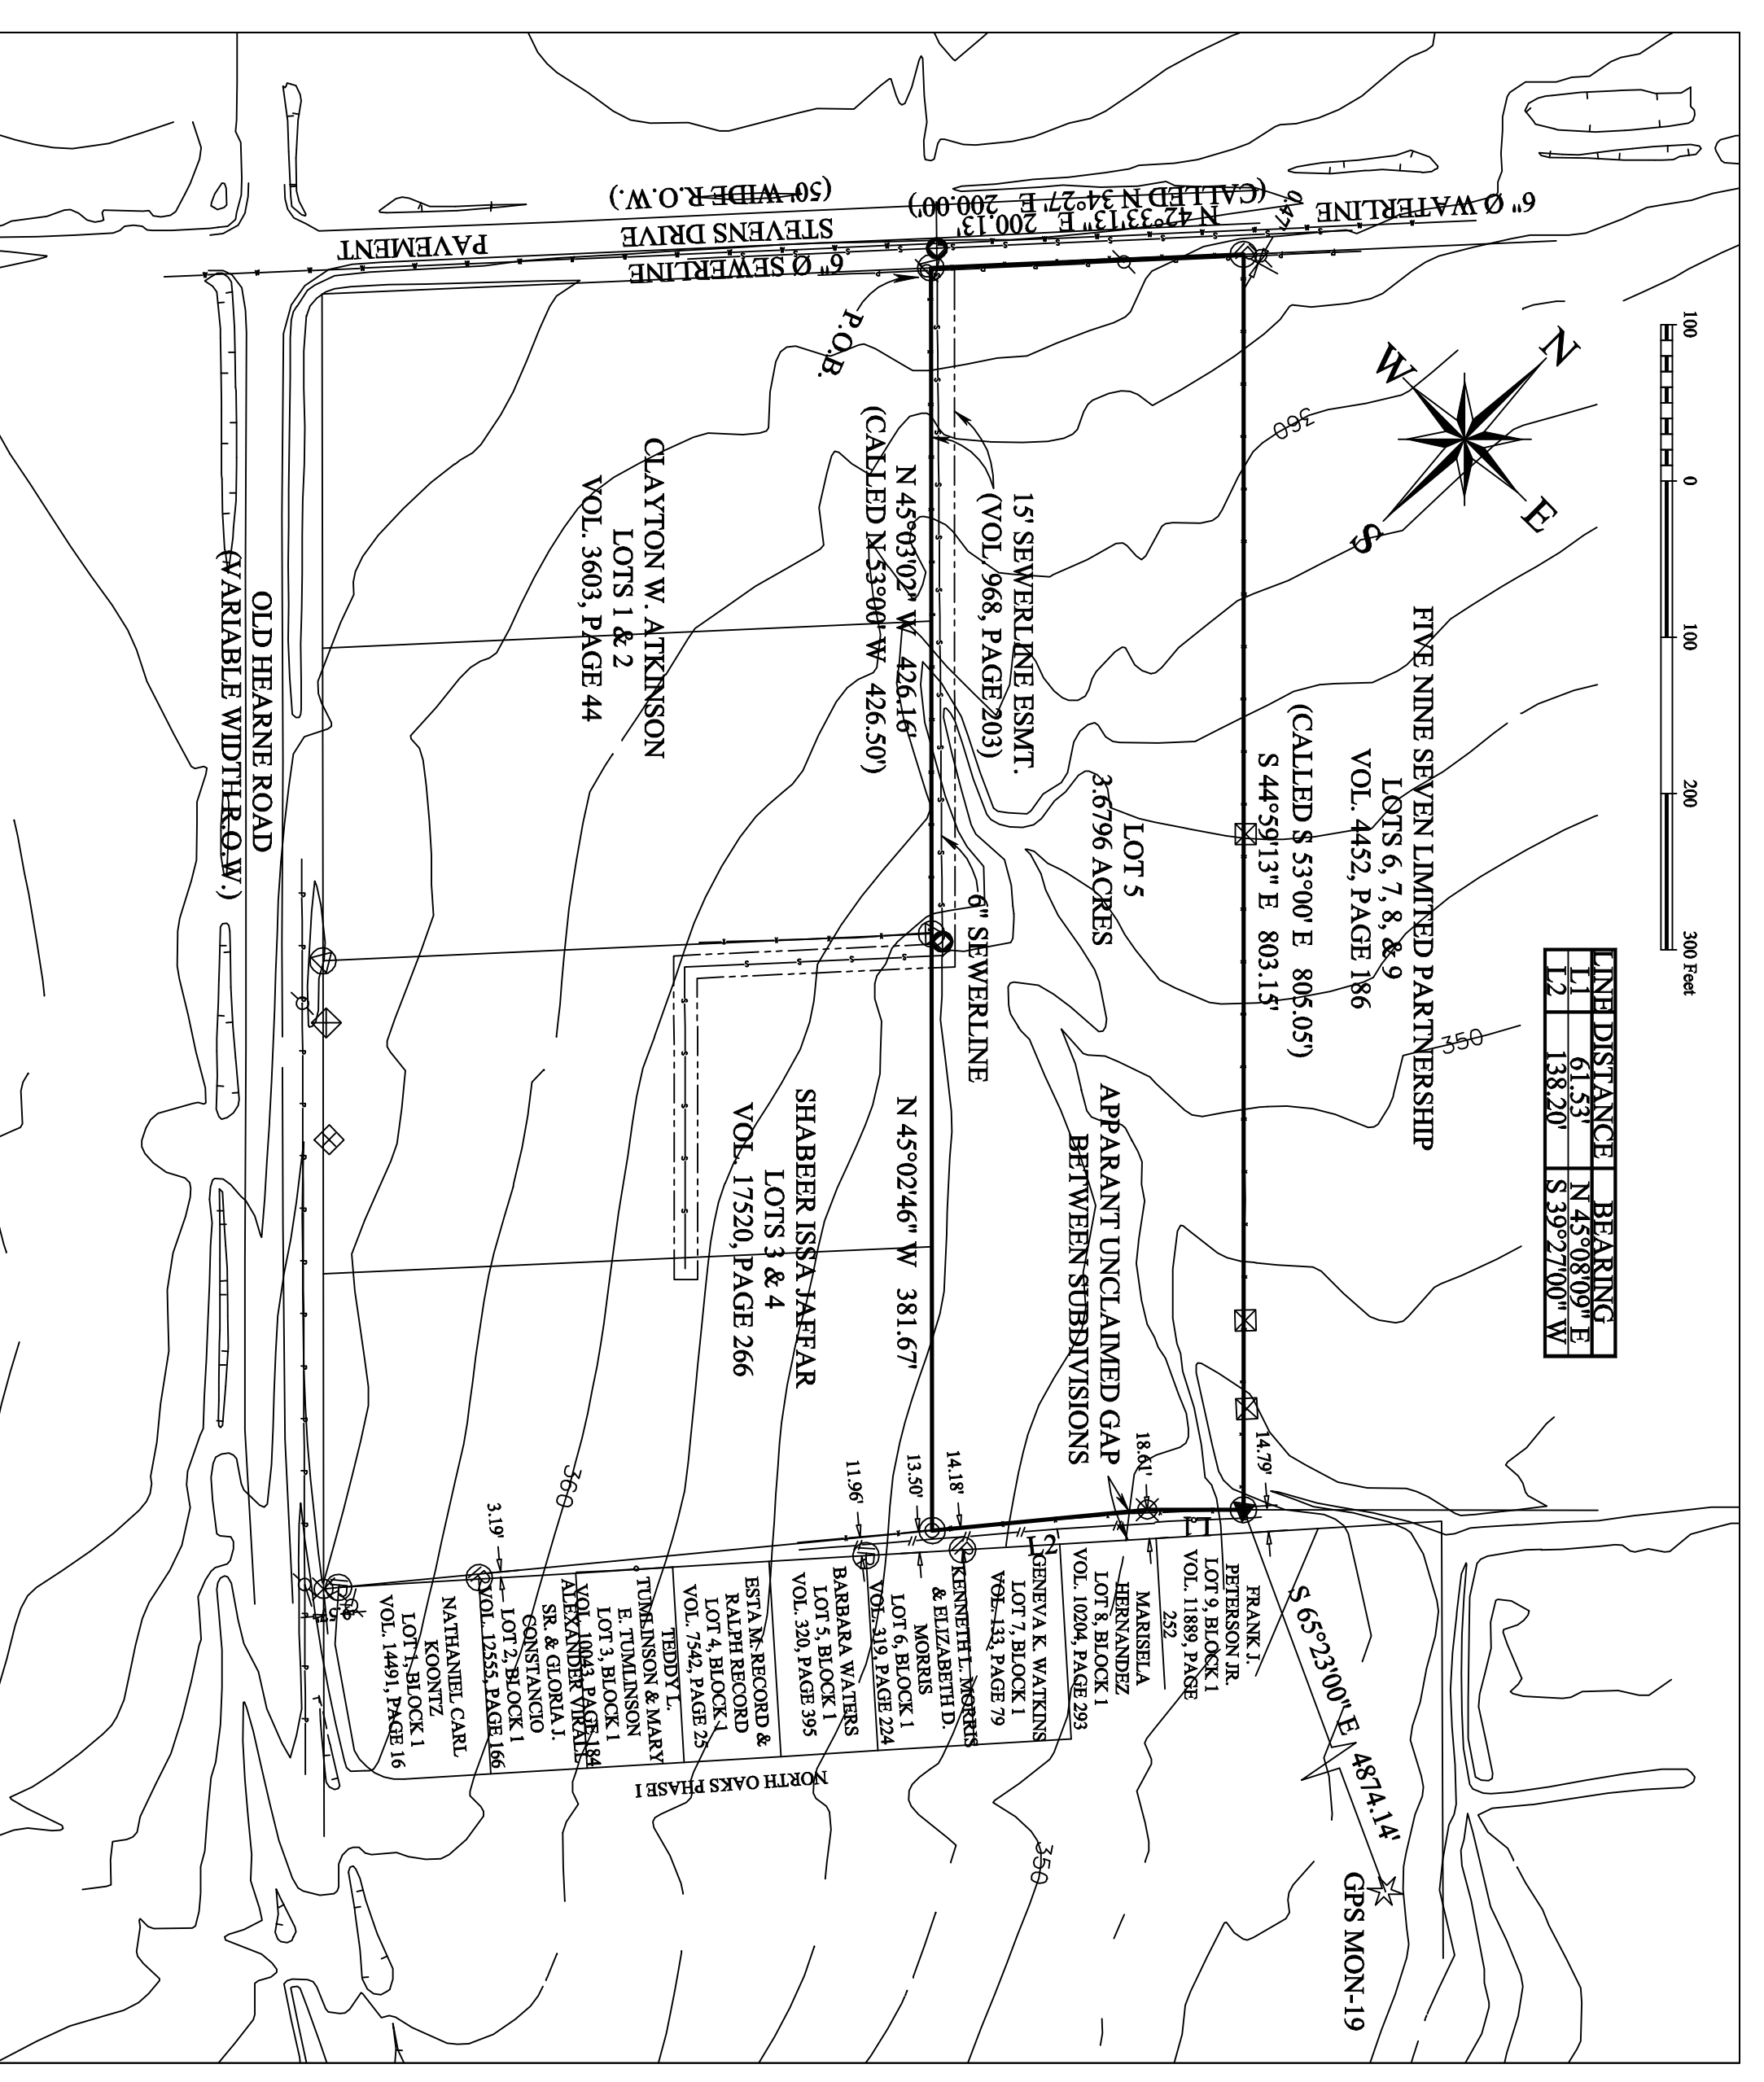 100
0
100
200
300 Feet
N
E
S
W
LINE DISTANCE BEARING
L1 61.53' N 45°08'09" E
L2 138.20' S 39°27'00" W
FIVE NINE SEVEN LIMITED PARTNERSHIP
LOTS 6, 7, 8, & 9
VOL. 4452, PAGE 186
(CALLED S 53°00' E 805.05')
S 44°59'13" E 803.15'
360
350
6" Ø WATERLINE
0.47'
N 42°33'13" E 200.13'
(CALLED N 34°27' E 200.00')
STEVENS DRIVE
(50' WIDE R.O.W.)
PAVEMENT
6" Ø SEWERLINE
P.O.B.
LOT 5
3.6796 ACRES
15' SEWERLINE ESMT.
(VOL. 968, PAGE 203)
6" SEWERLINE
N 45°03'02" W 426.16'
(CALLED N 53°00' W 426.50')
N 45°02'46" W 381.67'
APPARANT UNCLAIMED GAP
BETWEEN SUBDIVISIONS
CLAYTON W. ATKINSON
LOTS 1 & 2
VOL. 3603, PAGE 44
SHABEER ISSA JAFFAR
LOTS 3 & 4
VOL. 17520, PAGE 266
OLD HEARNE ROAD
(VARIABLE WIDTH R.O.W.)
14.79'
18.61'
14.18'
13.50'
11.96'
3.19'
L1
L2
360
S 65°23'00" E 4874.14'
GPS MON-19
FRANK J.
PETERSON JR.
LOT 9, BLOCK 1
VOL. 11889, PAGE
252
MARISELA
HERNANDEZ
LOT 8, BLOCK 1
VOL. 10204, PAGE 293
GENEVA K. WATKINS
LOT 7, BLOCK 1
VOL. 133, PAGE 79
KENNETH L. MORRIS
& ELIZABETH D.
MORRIS
LOT 6, BLOCK 1
VOL. 319, PAGE 224
BARBARA WATERS
LOT 5, BLOCK 1
VOL. 320, PAGE 395
ESTA M. RECORD &
RALPH RECORD
LOT 4, BLOCK 1
VOL. 7542, PAGE 25
TEDDY L.
TUMLINSON & MARY
E. TUMLINSON
LOT 3, BLOCK 1
VOL. 10043, PAGE 184
ALEXANDER VIRALL
SR. & GLORIA J.
CONSTANCIO
LOT 2, BLOCK 1
VOL. 12555, PAGE 166
NATHANIEL CARL
KOONTZ
LOT 1, BLOCK 1
VOL. 14491, PAGE 16
NORTH OAKS PHASE I
350